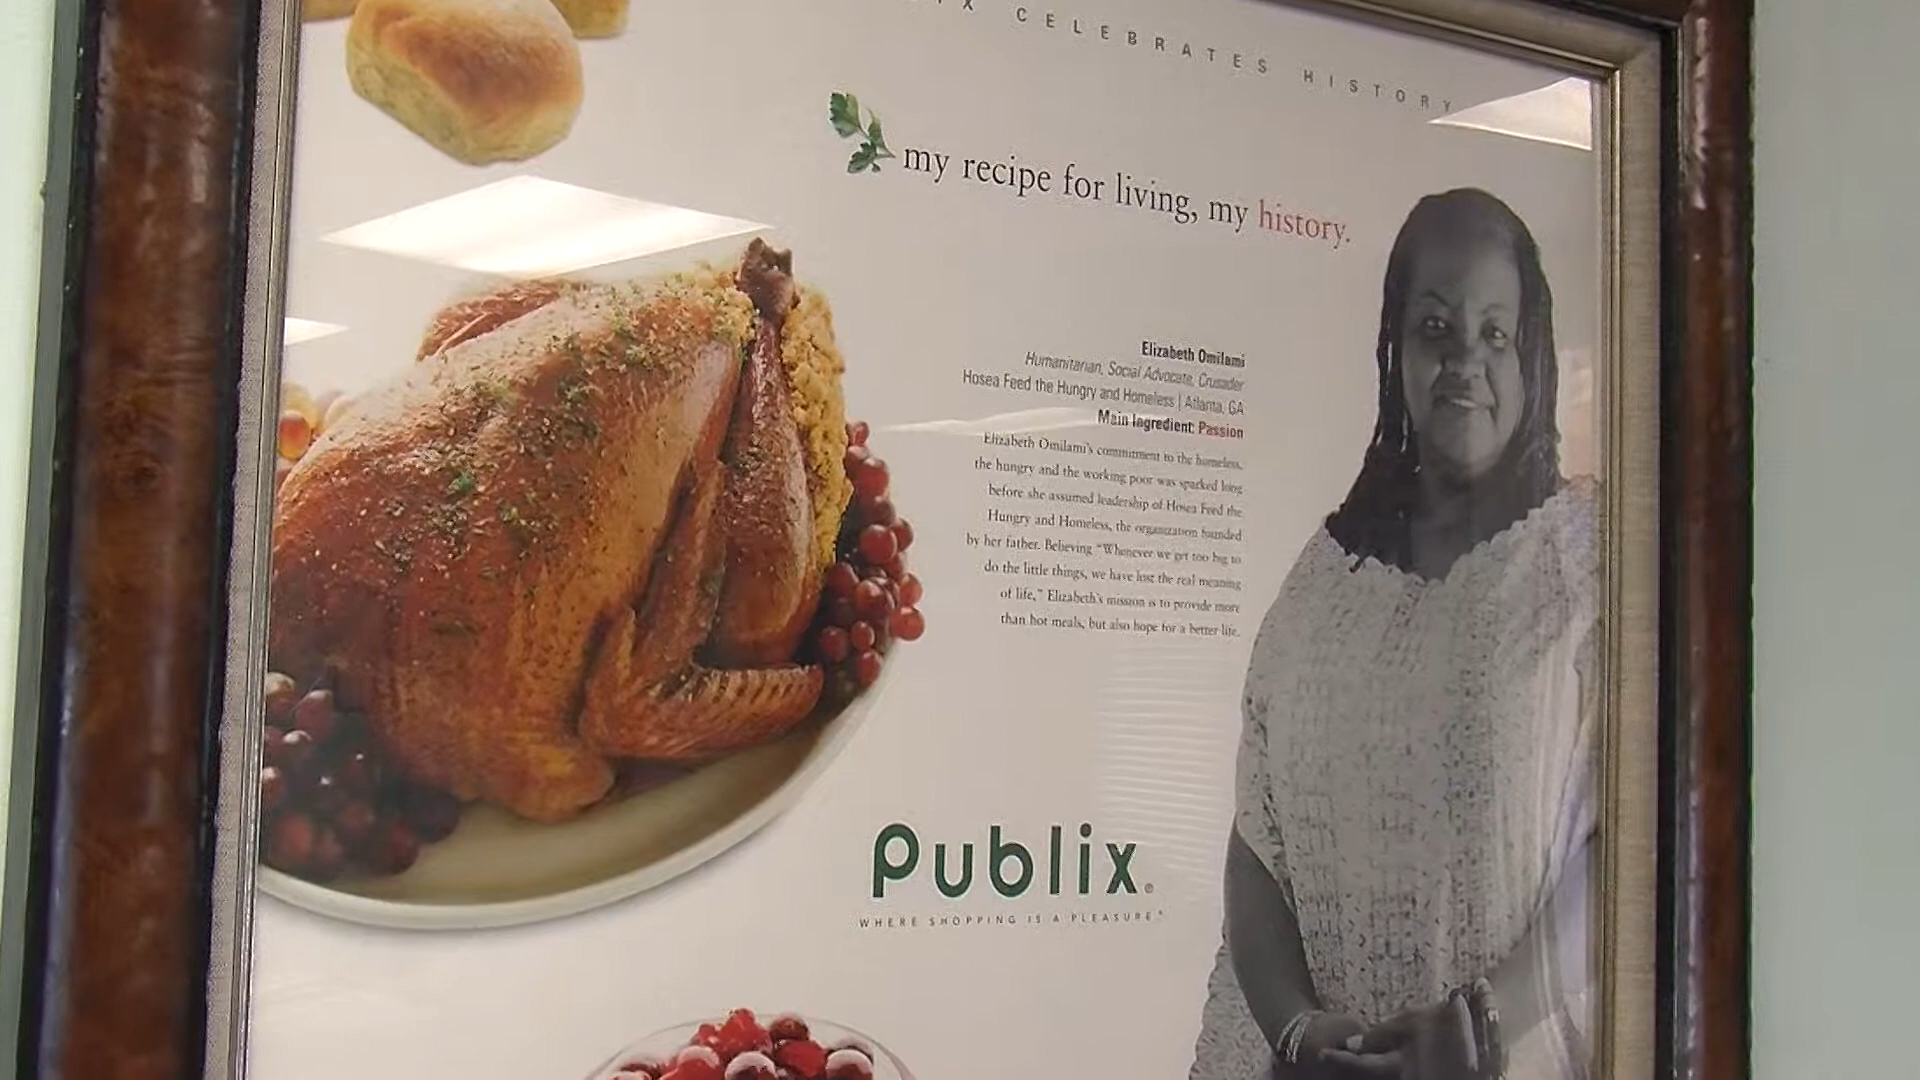 CELEBRATES HISTORY
my recipe for living, my history.
Elizabeth Omilami
Humanitarian, Social Advocate, Crusader
Hosea Feed the Hungry and Homeless | Atlanta, GA
Main Ingredient: Passion
Elizabeth Omilami's commitment to the homeless,
the hungry and the working poor was sparked long
before she assumed leadership of Hosea Feed the
Hungry and Homeless, the organization founded
by her father. Believing "Whenever we get too big to
do the little things, we have lost the real meaning
of life," Elizabeth's mission is to provide more
than hot meals, but also hope for a better life.
Publix®
WHERE SHOPPING IS A PLEASURE®